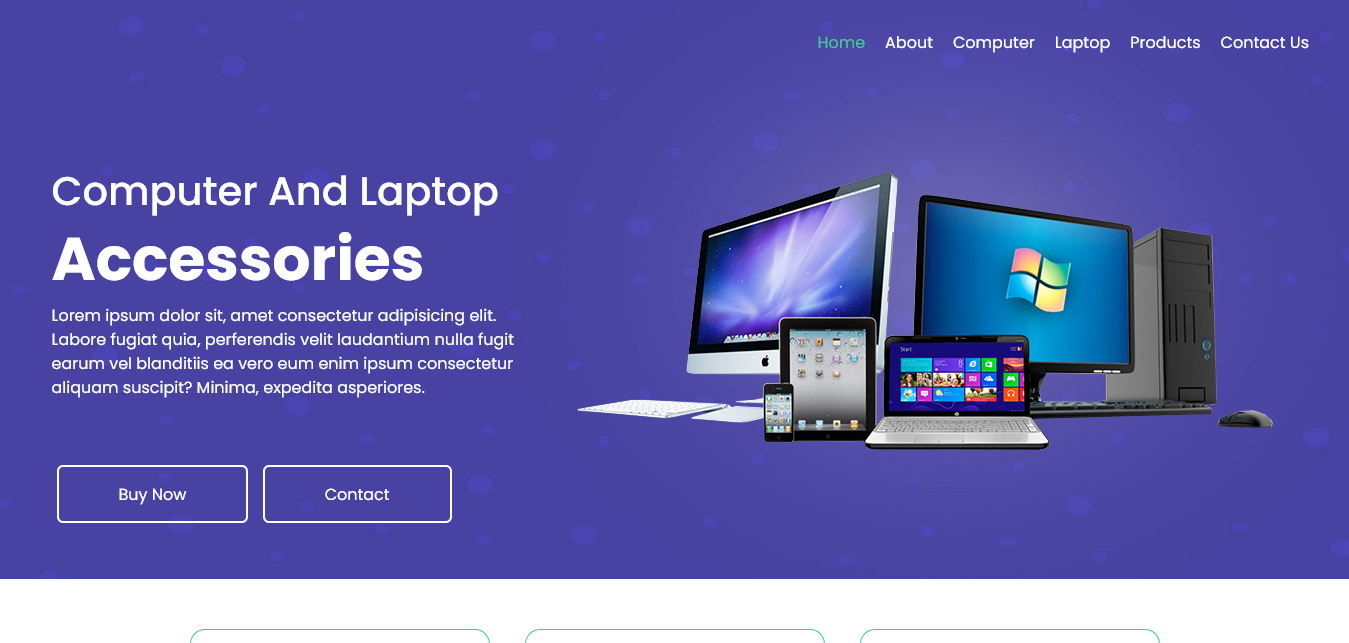 Home About Computer Laptop Products Contact Us
Computer And Laptop
Accessories
Lorem ipsum dolor sit, amet consectetur adipisicing elit.
Labore fugiat quia, perferendis velit laudantium nulla fugit
earum vel blanditiis ea vero eum enim ipsum consectetur
aliquam suscipit? Minima, expedita asperiores.
Start
Buy Now Contact